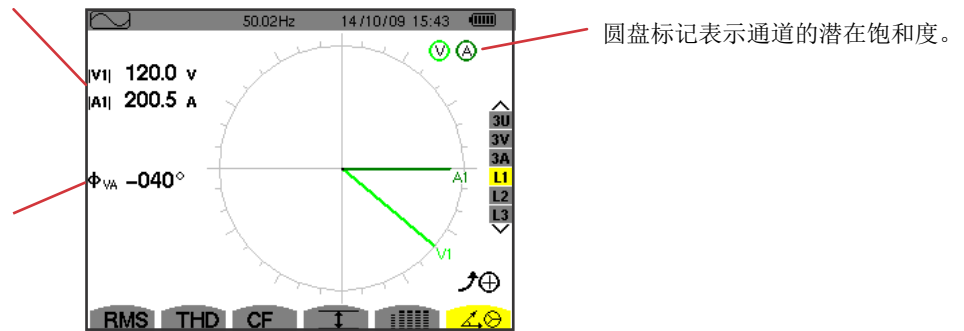 50.02Hz 14/10/09 15:43
V A
圆盘标记表示通道的潜在饱和度。
|V1| 120.0 V
|A1| 200.5 A
3U
3V
3A
L1
L2
L3
ΦVA -040°
A1
V1
RMS THD CF